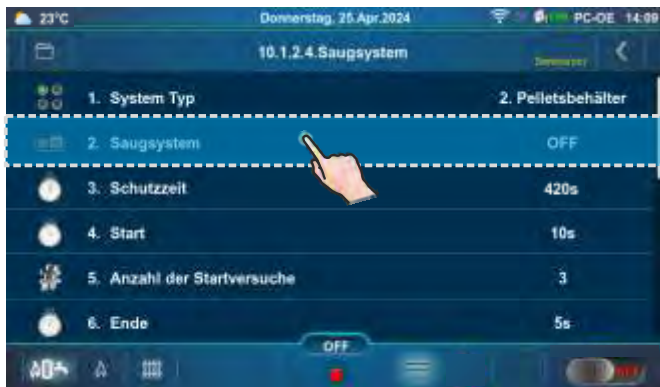 23°C Donnerstag, 25.Apr.2024 PC-OE 14:09
10.1.2.4.Saugsystem
1. System Typ 2. Pelletsbehälter
2. Saugsystem OFF
3. Schutzzeit 420s
4. Start 10s
5. Anzahl der Startversuche 3
6. Ende 5s
OFF
OFF